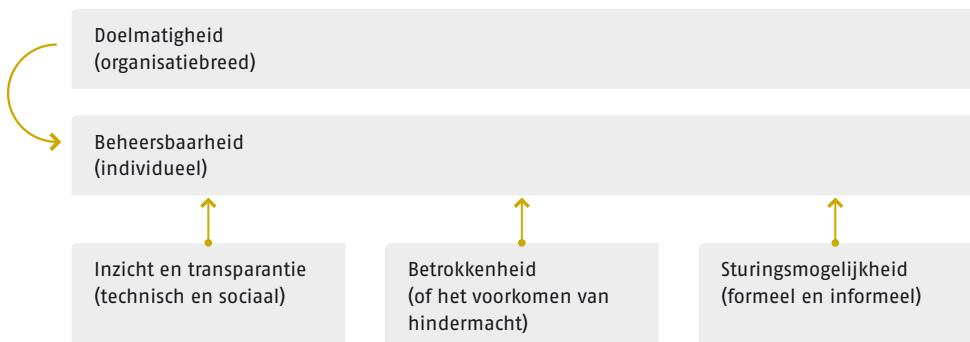 Doelmatigheid
(organisatiebreed)
Beheersbaarheid
(individueel)
Inzicht en transparantie
(technisch en sociaal)
Betrokkenheid
(of het voorkomen van
hindermacht)
Sturingsmogelijkheid
(formeel en informeel)